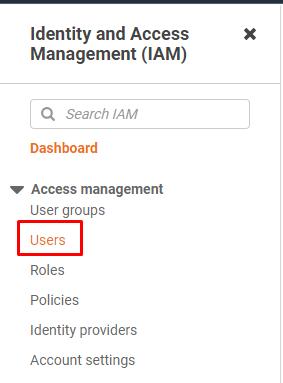 Identity and Access
Management (IAM)
Search IAM
Dashboard
Access management
User groups
Users
Roles
Policies
Identity providers
Account settings